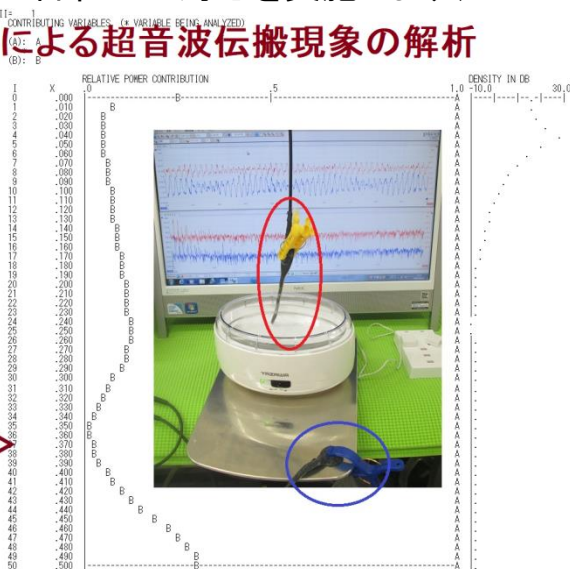 II= 1
CONTRIBUTING VARIABLES (* VARIABLE BEING ANALYZED)
による超音波伝搬現象の解析
(A): A
(B): B
RELATIVE POWER CONTRIBUTION
DENSITY IN DB
I X .0 .5 1.0 -10.0 30.0
0 .000 B A
1 .010 B A
2 .020 B A
3 .030 B A
4 .040 B A
5 .050 B A
6 .060 B A
7 .070 B A
8 .080 B A
9 .090 B A
10 .100 B A
11 .110 B A
12 .120 B A
13 .130 B A
14 .140 B A
15 .150 B A
16 .160 B A
17 .170 B A
18 .180 B A
19 .190 B A
20 .200 B A
21 .210 B A
22 .220 B A
23 .230 B A
24 .240 B A
25 .250 B A
26 .260 B A
27 .270 B A
28 .280 B A
29 .290 B A
30 .300 B A
31 .310 B A
32 .320 B A
33 .330 B A
34 .340 B A
35 .350 B A
36 .360 B A
37 .370 B A
38 .380 B A
39 .390 B A
40 .400 B A
41 .410 B A
42 .420 B A
43 .430 B A
44 .440 B A
45 .450 B A
46 .460 B A
47 .470 B A
48 .480 B A
49 .490 B A
50 .500 B A